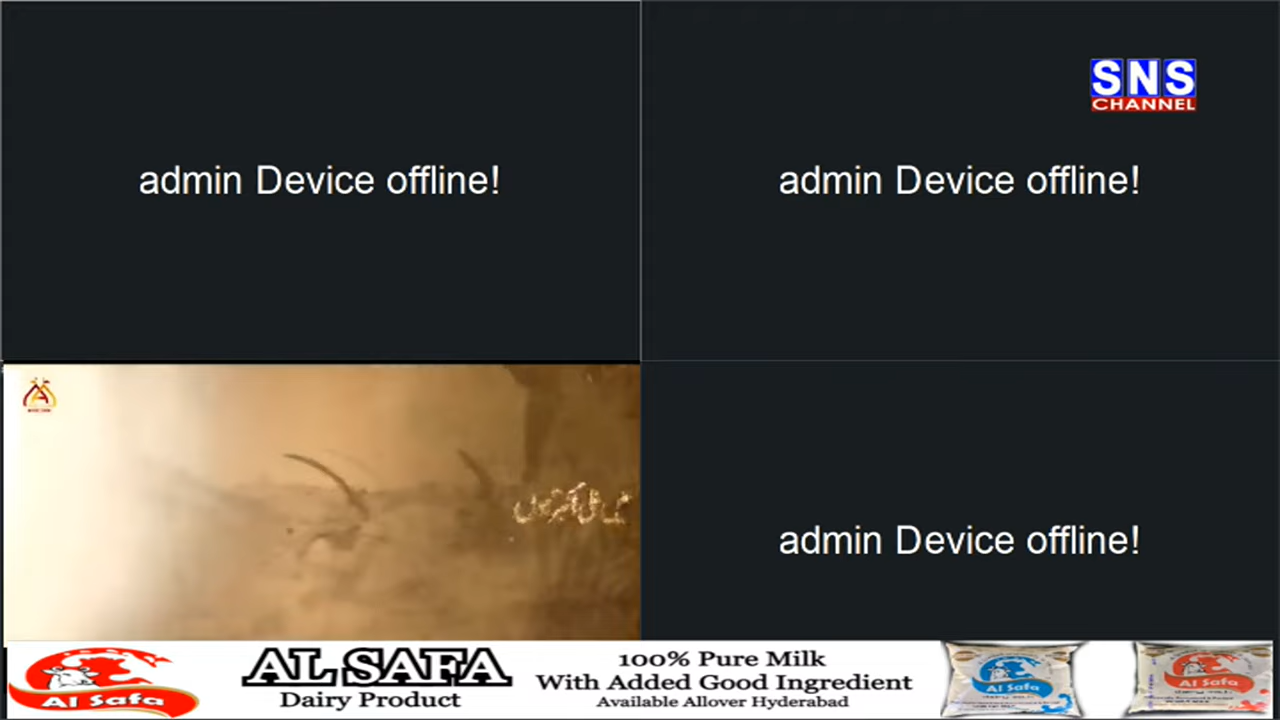 admin Device offline!
admin Device offline!
SNS
CHANNEL
admin Device offline!
Al Safa
AL SAFA
Dairy Product
100% Pure Milk
With Added Good Ingredient
Available Allover Hyderabad
Al Safa
Al Safa